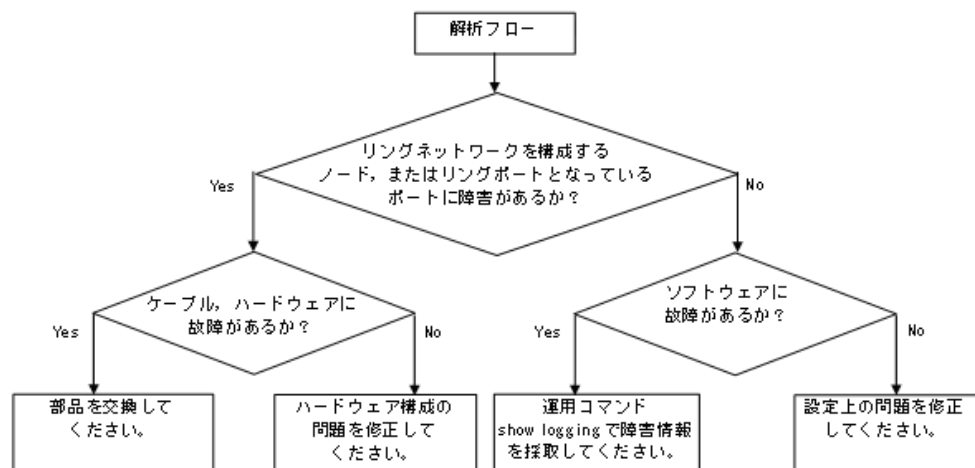 解析フロー
リングネットワークを構成する
ノード，またはリングポートとなっている
ポートに障害があるか？
Yes
No
ケーブル，ハードウェアに
故障があるか？
Yes
No
ソフトウェアに
故障があるか？
Yes
No
部品を交換して
ください。
ハードウェア構成の
問題を修正して
ください。
運用コマンド
show loggingで障害情報
を採取してください。
設定上の問題を修正
してください。